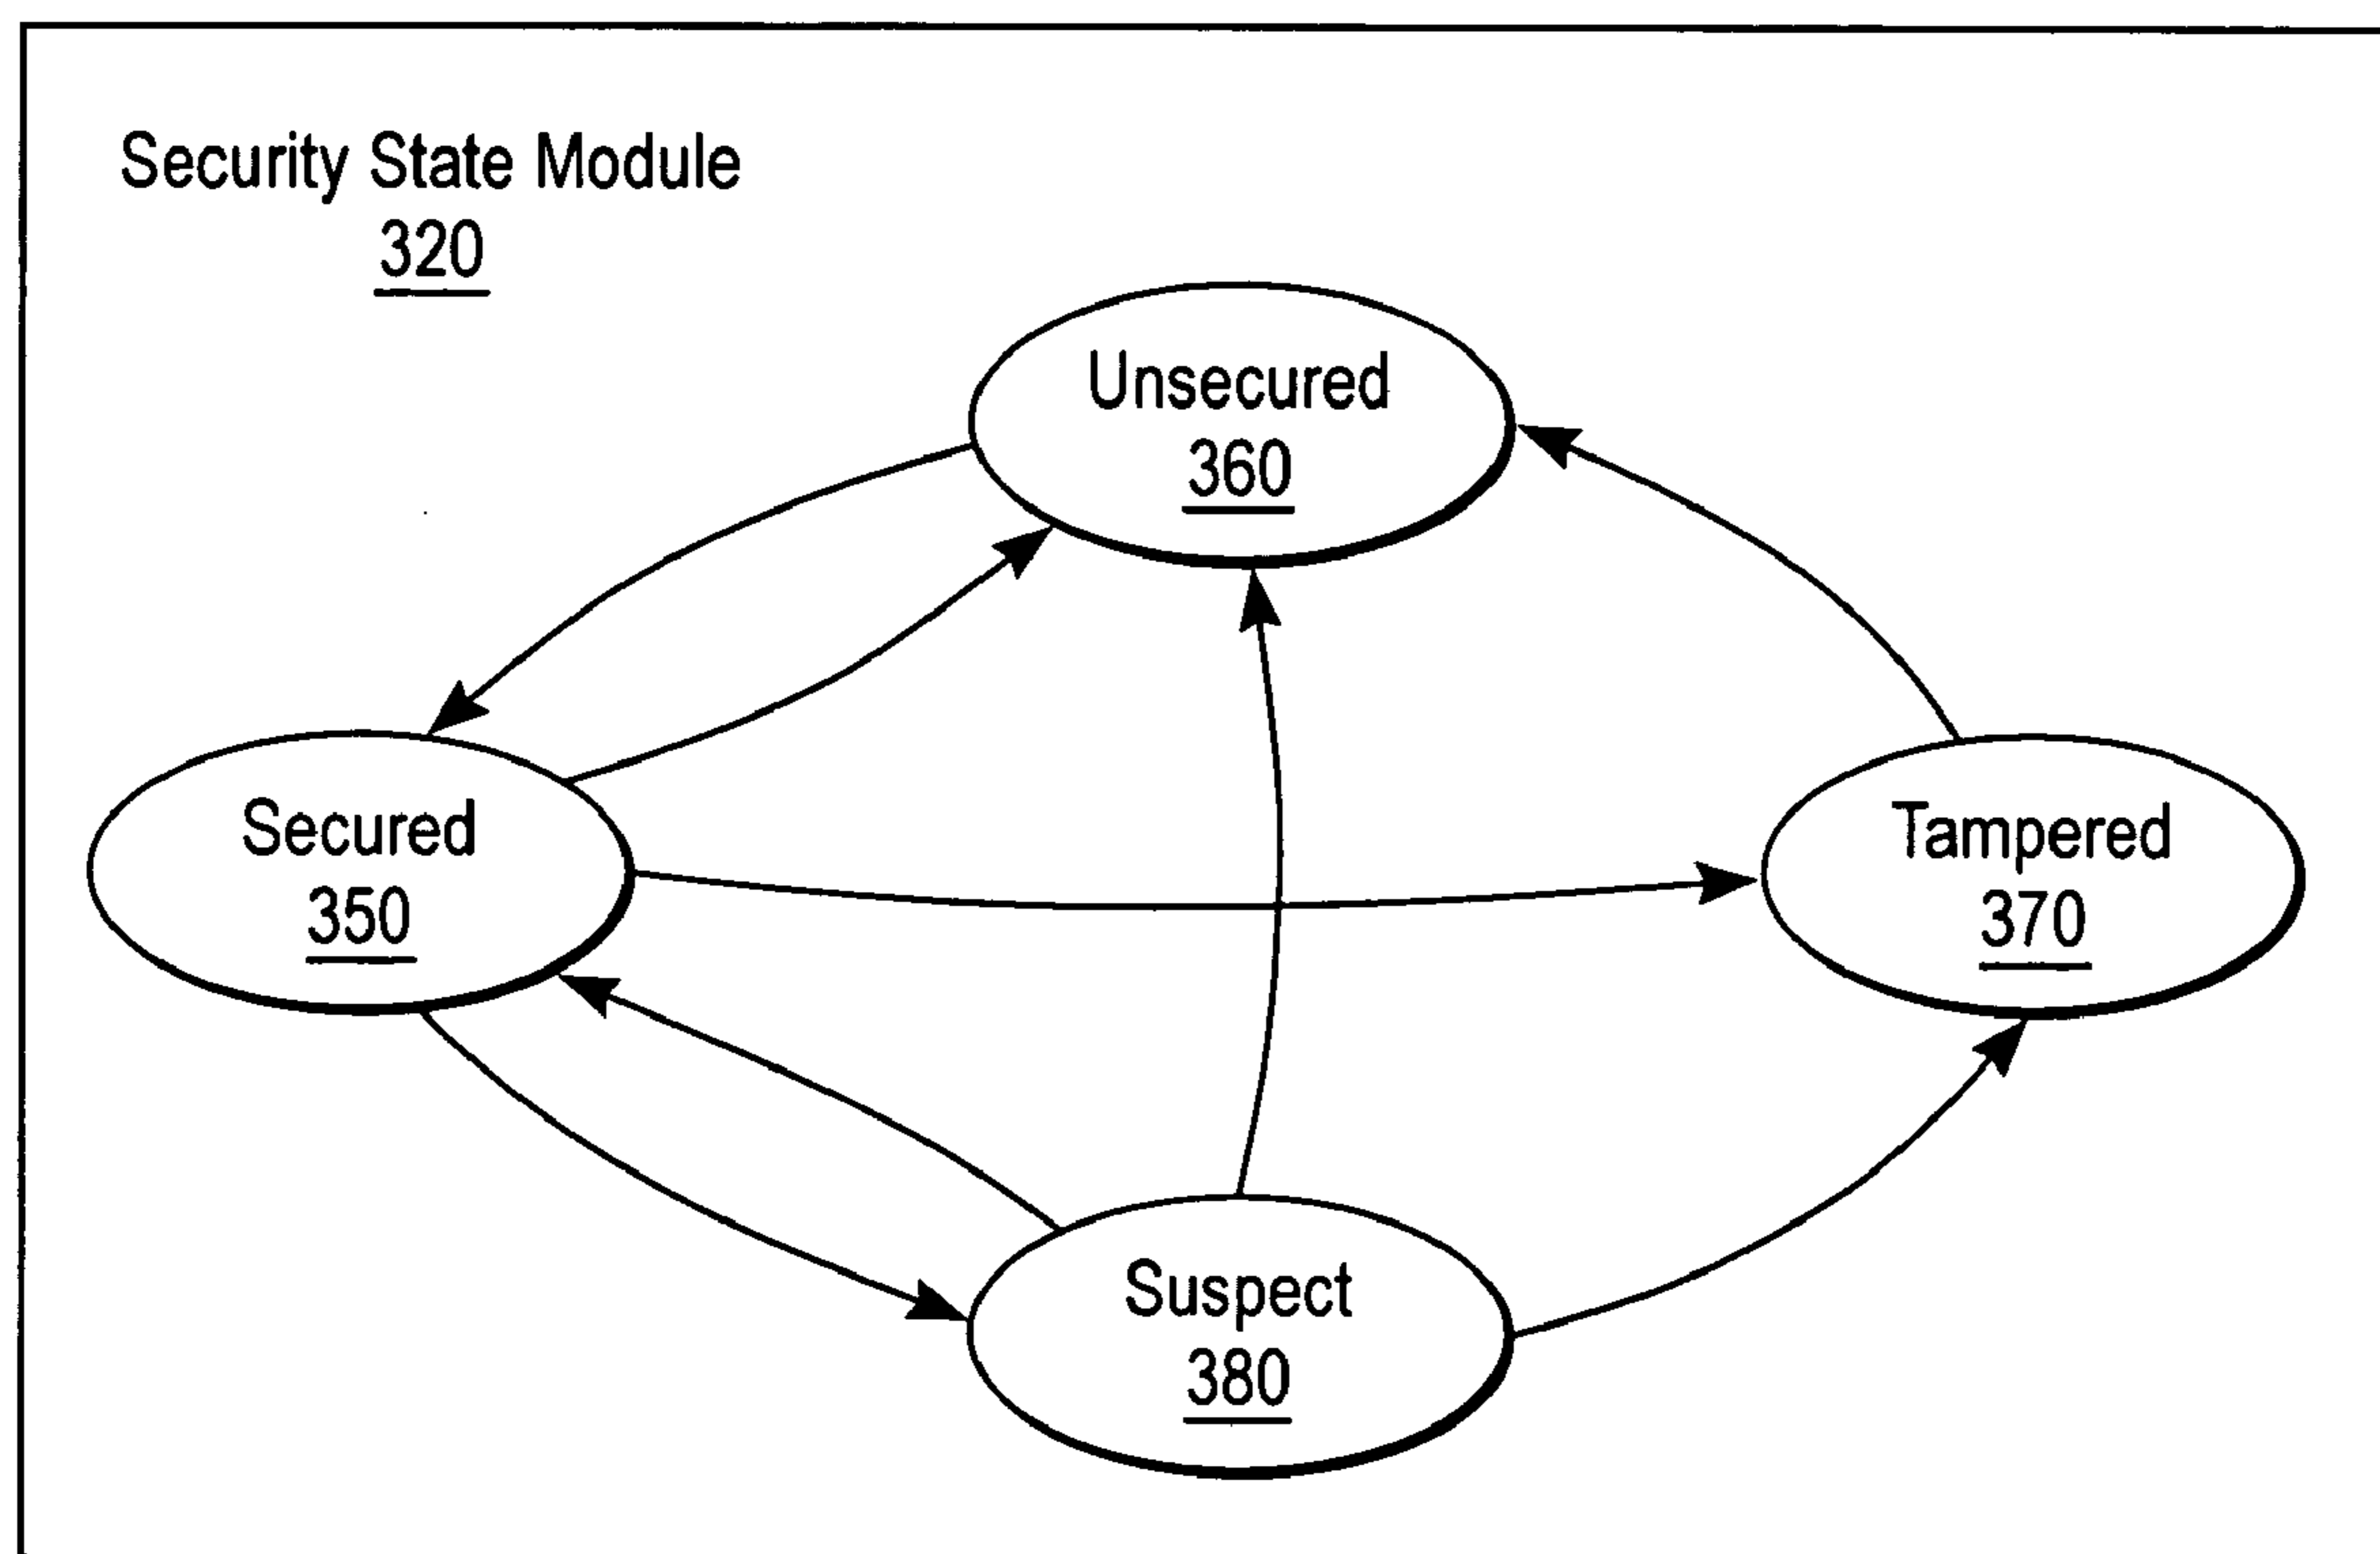 Security State Module
320
Unsecured
360
Secured
350
Tampered
370
Suspect
380